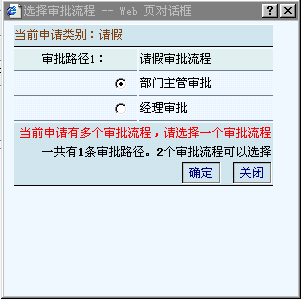 选择审批流程 -- Web 页对话框
当前申请类别：请假
审批路径1： 请假审批流程
部门主管审批
经理审批
当前申请有多个审批流程，请选择一个审批流程
一共有1条审批路径。2个审批流程可以选择
确定 关闭